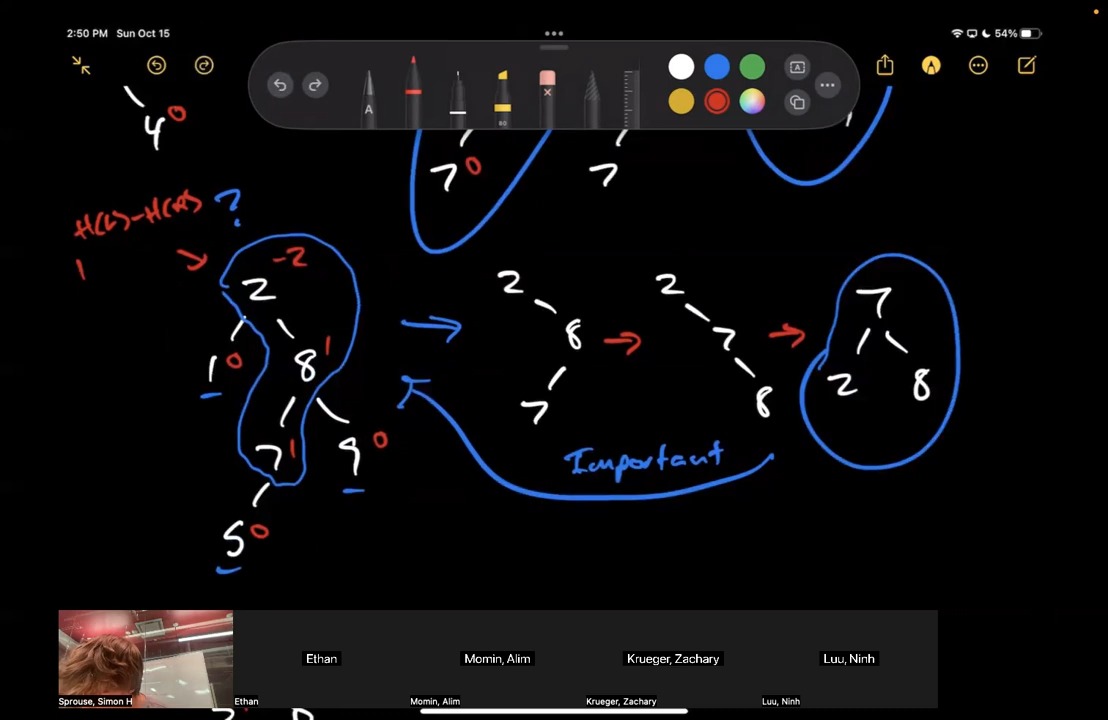 2:50 PM Sun Oct 15
54%
A
80
A
4 0
7 0
7
H(L)-H(R) ?
1
2 -2
1 0
8 1
7 1
9 0
5 0
2
8
7
2
7
8
7
2 8
Important
Ethan
Momin, Alim
Krueger, Zachary
Luu, Ninh
Sprouse, Simon H
Ethan
Momin, Alim
Krueger, Zachary
Luu, Ninh